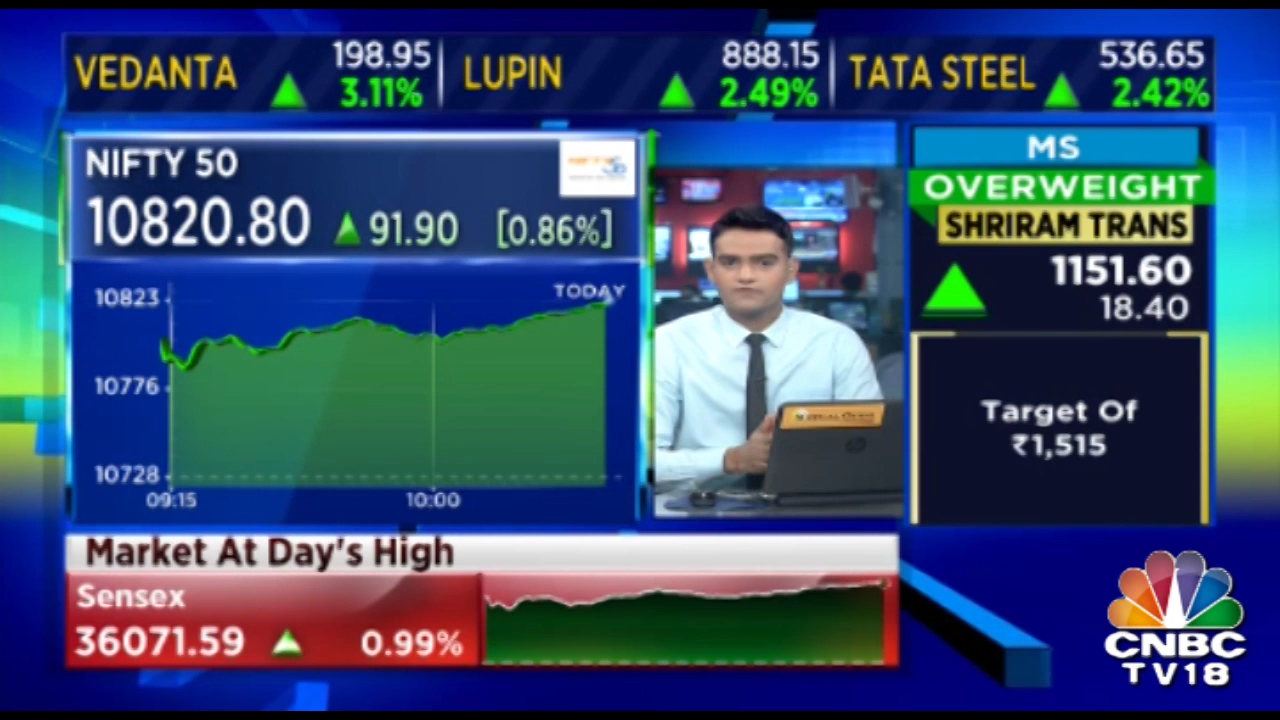 VEDANTA 198.95 3.11%
LUPIN 888.15 2.49%
TATA STEEL 536.65 2.42%
NIFTY 50
10820.80 91.90 [0.86%]
TODAY
10823
10776
10728
09:15 10:00
MS
OVERWEIGHT
SHRIRAM TRANS
1151.60
18.40
Target Of
₹1,515
Market At Day's High
Sensex
36071.59 0.99%
CNBC
TV18